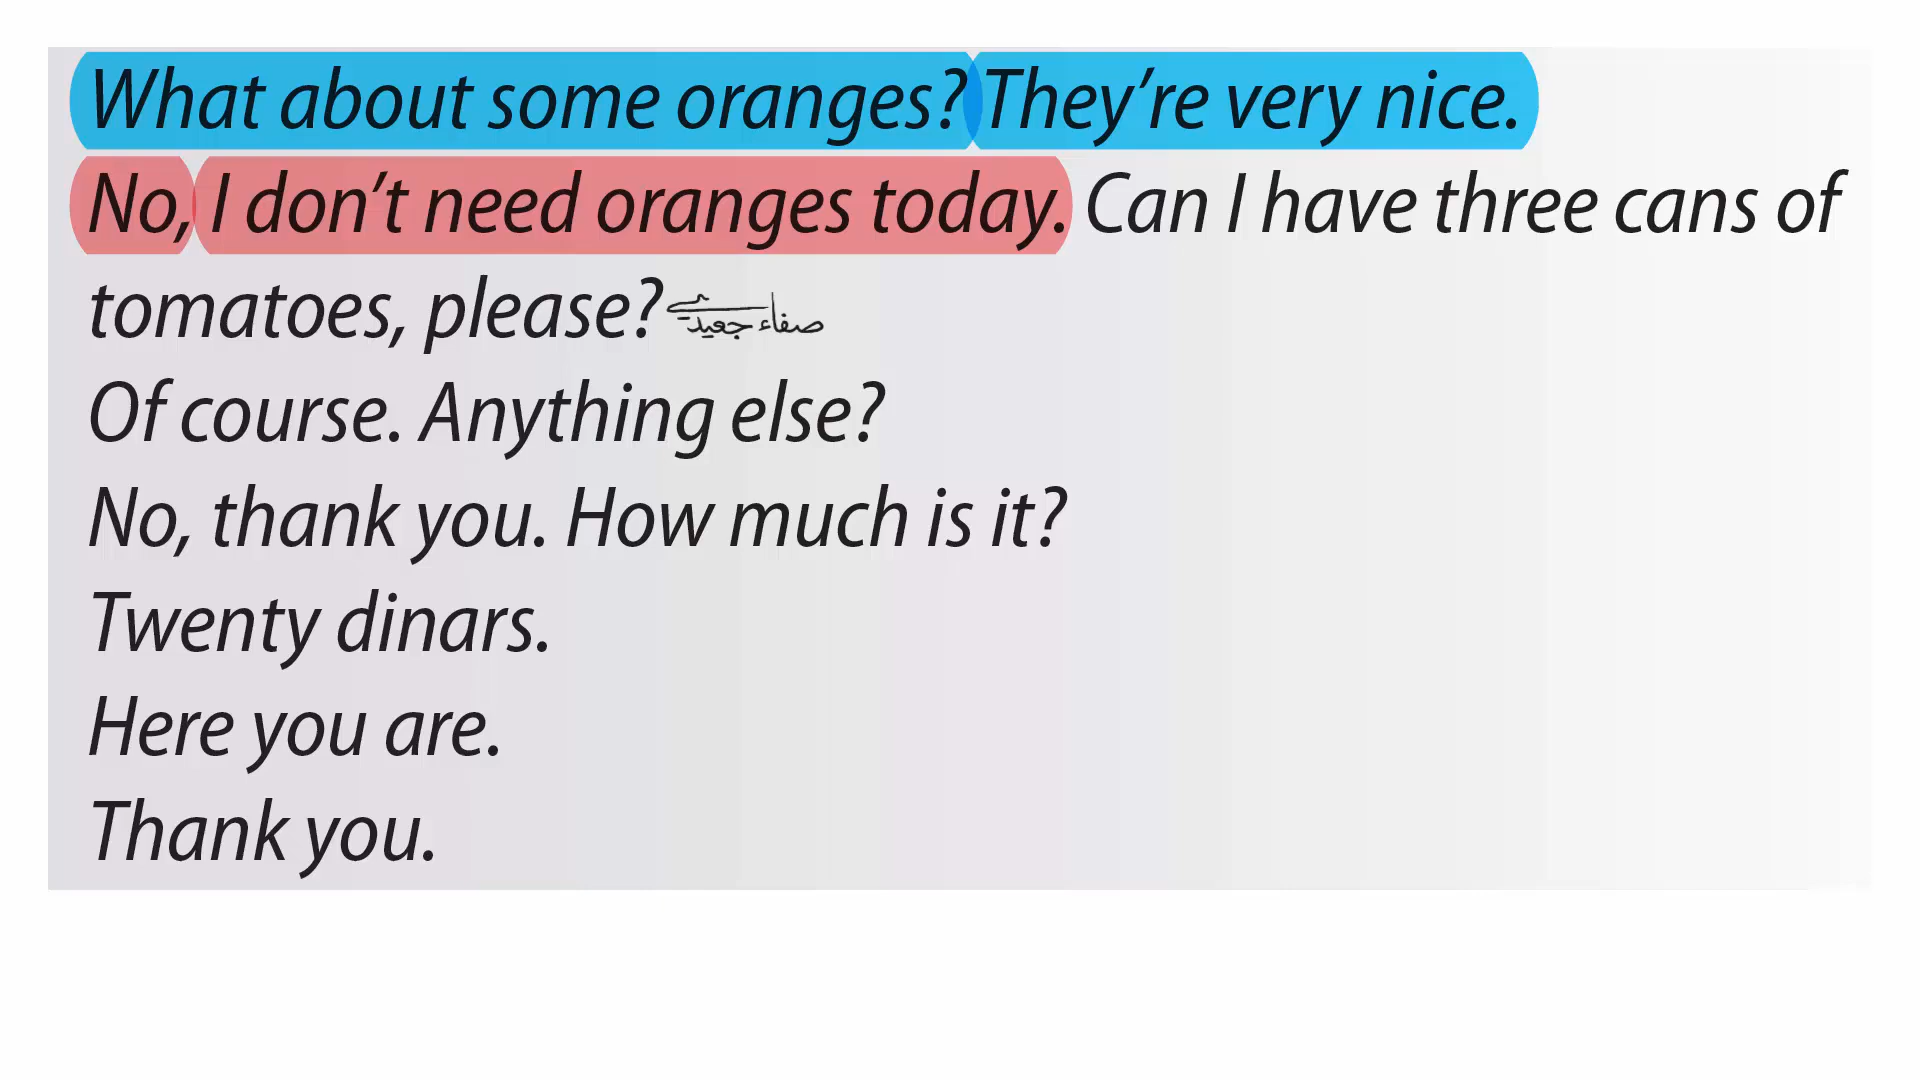 What about some oranges? They’re very nice.
No, I don’t need oranges today. Can I have three cans of
tomatoes, please? صفاء جعيدي
Of course. Anything else?
No, thank you. How much is it?
Twenty dinars.
Here you are.
Thank you.